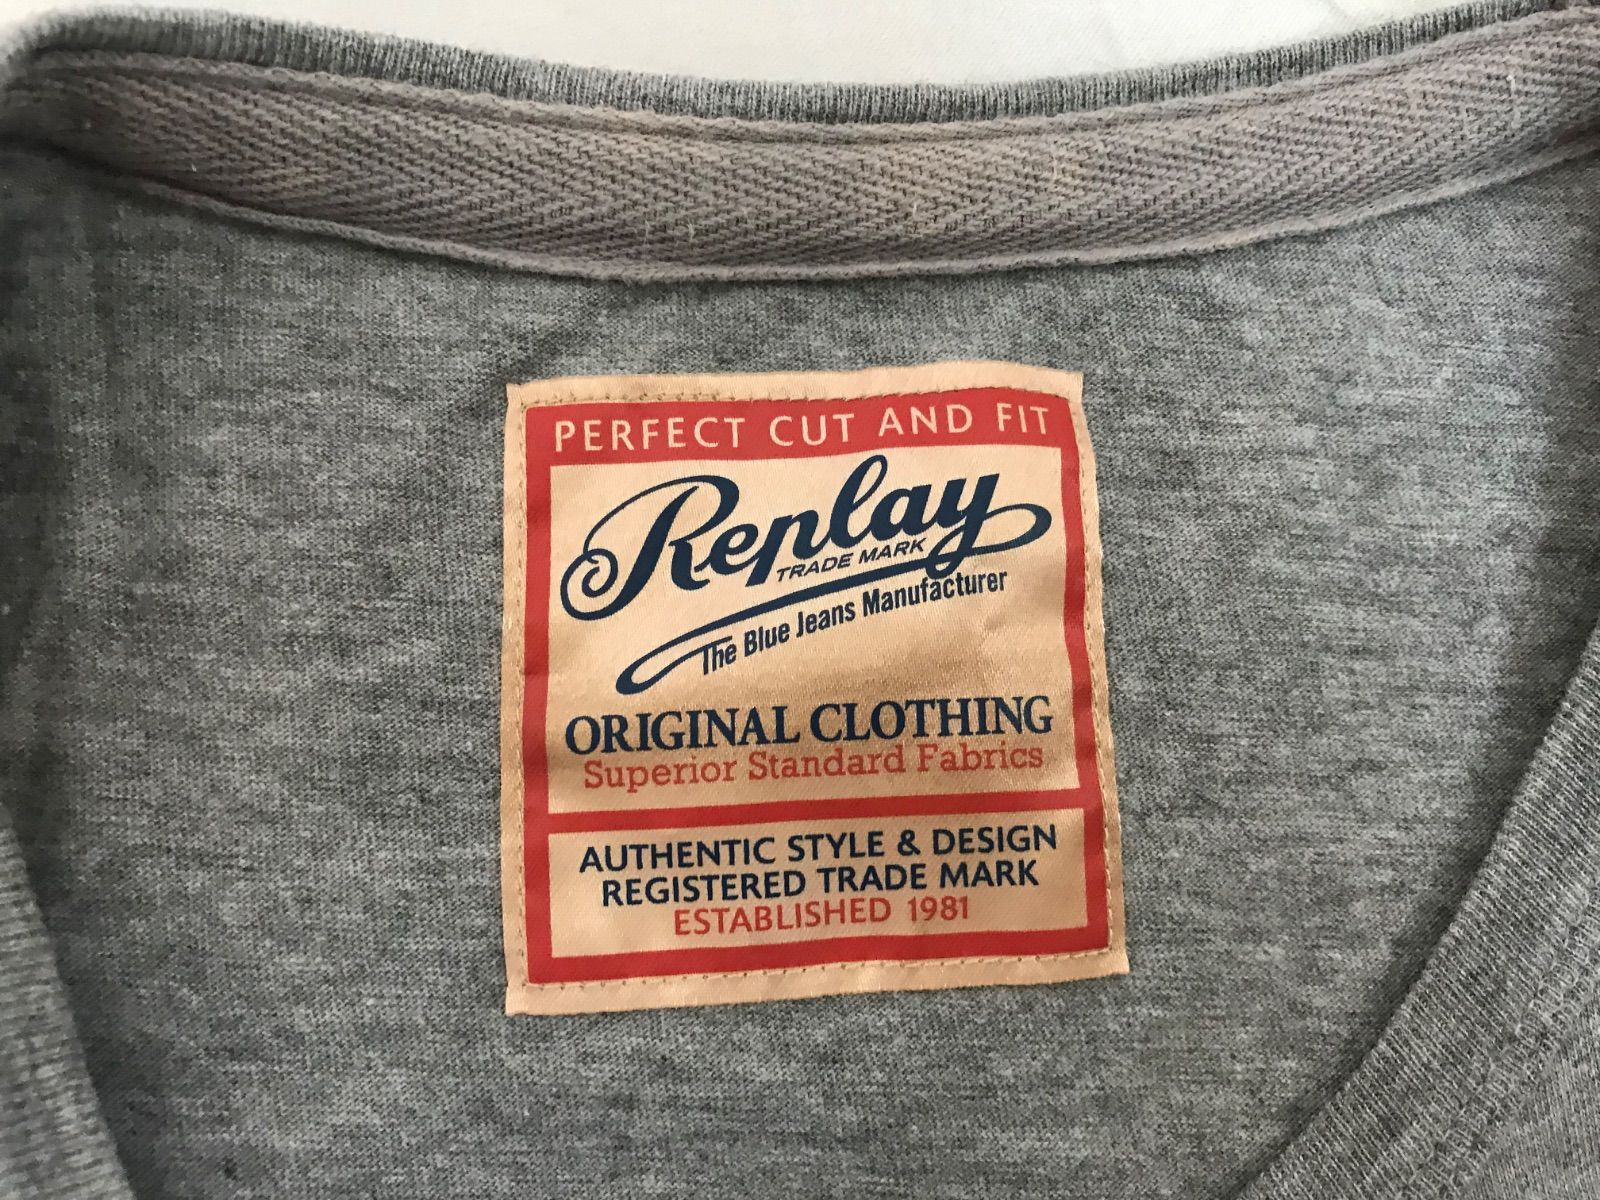 PERFECT CUT AND FIT
Replay
TRADE MARK
The Blue Jeans Manufacturer
ORIGINAL CLOTHING
Superior Standard Fabrics
AUTHENTIC STYLE & DESIGN
REGISTERED TRADE MARK
ESTABLISHED 1981